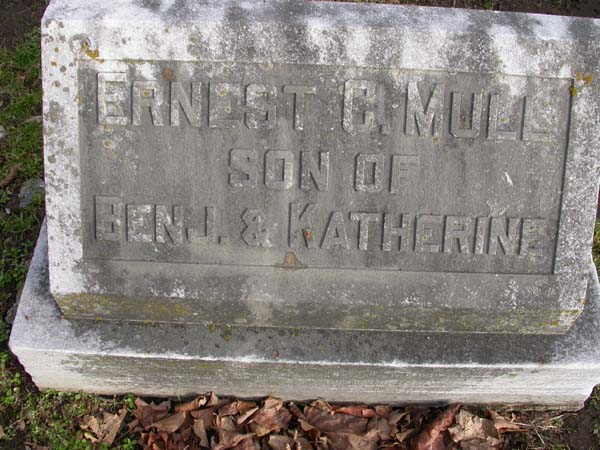 ERNEST C. MULL
SON OF
BENJ. & KATHERINE